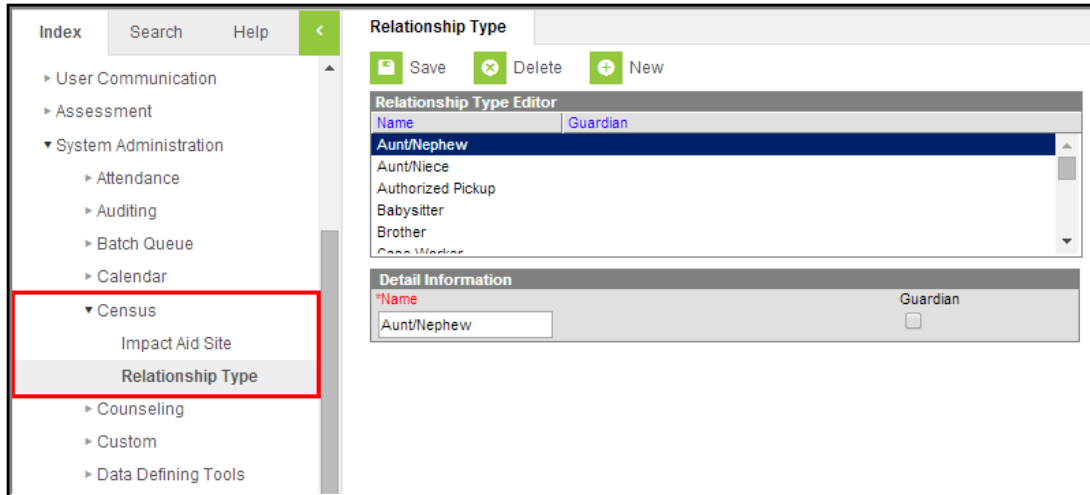 Index Search Help
User Communication
Assessment
System Administration
Attendance
Auditing
Batch Queue
Calendar
Census
Impact Aid Site
Relationship Type
Counseling
Custom
Data Defining Tools
Relationship Type
Save Delete New
Relationship Type Editor
Name Guardian
Aunt/Nephew
Aunt/Niece
Authorized Pickup
Babysitter
Brother
Case Worker
Detail Information
*Name Guardian
Aunt/Nephew